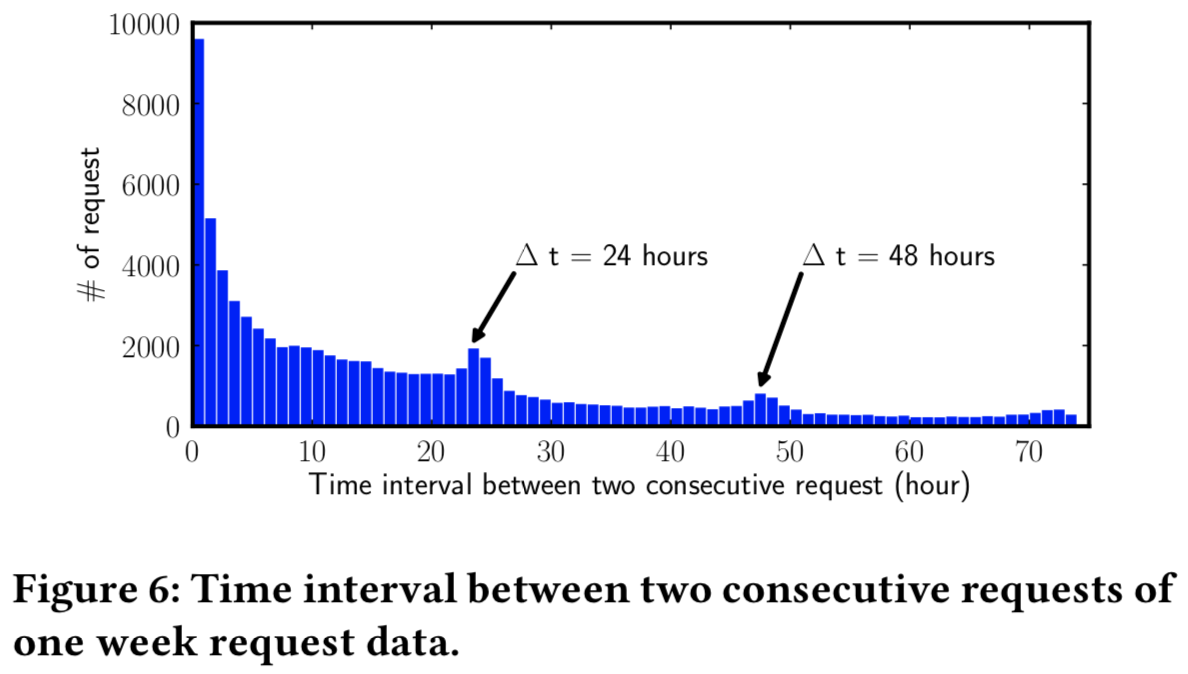 10000
8000
6000
4000
2000
0
# of request
Δ t = 24 hours
Δ t = 48 hours
0 10 20 30 40 50 60 70
Time interval between two consecutive request (hour)
Figure 6: Time interval between two consecutive requests of
one week request data.